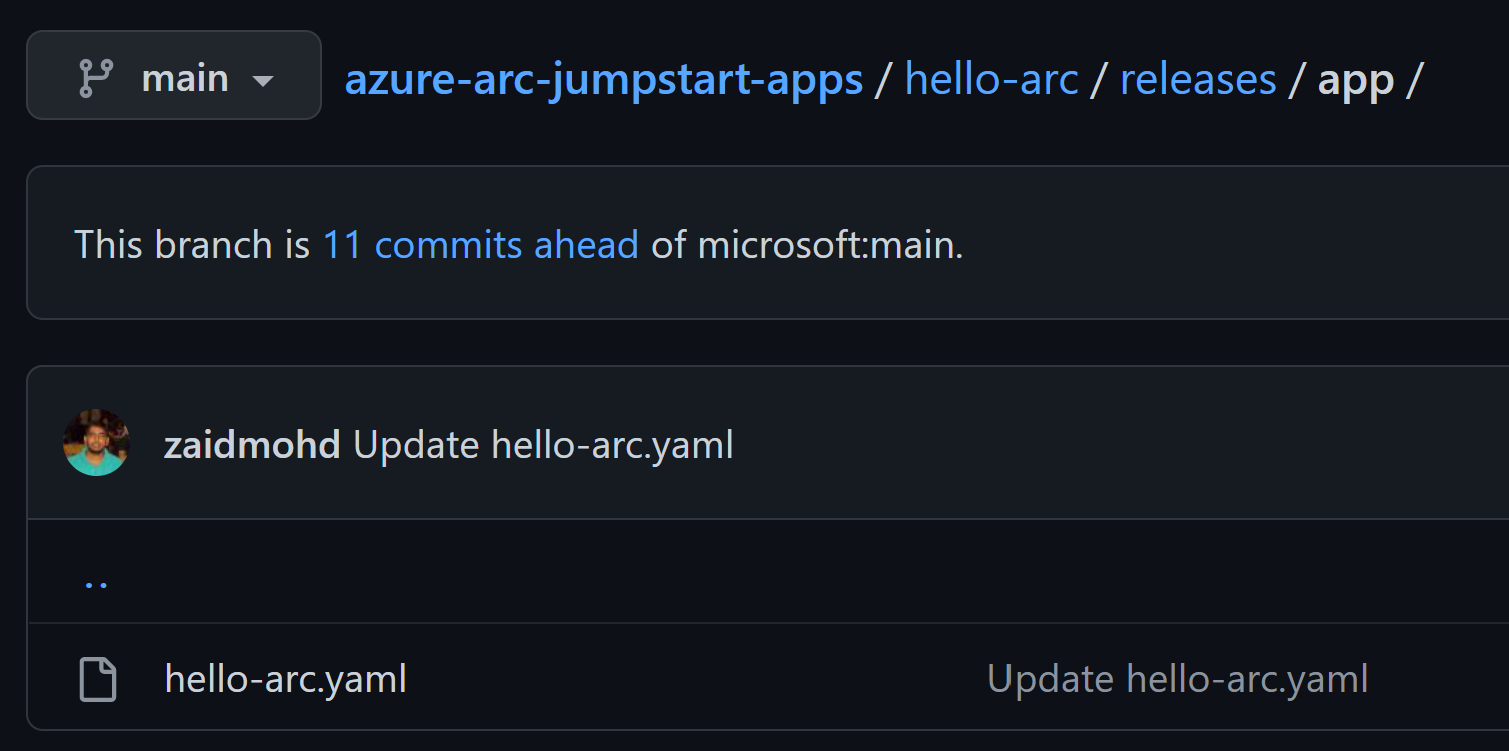 main azure-arc-jumpstart-apps / hello-arc / releases / app /
This branch is 11 commits ahead of microsoft:main.
zaidmohd Update hello-arc.yaml
..
hello-arc.yaml Update hello-arc.yaml